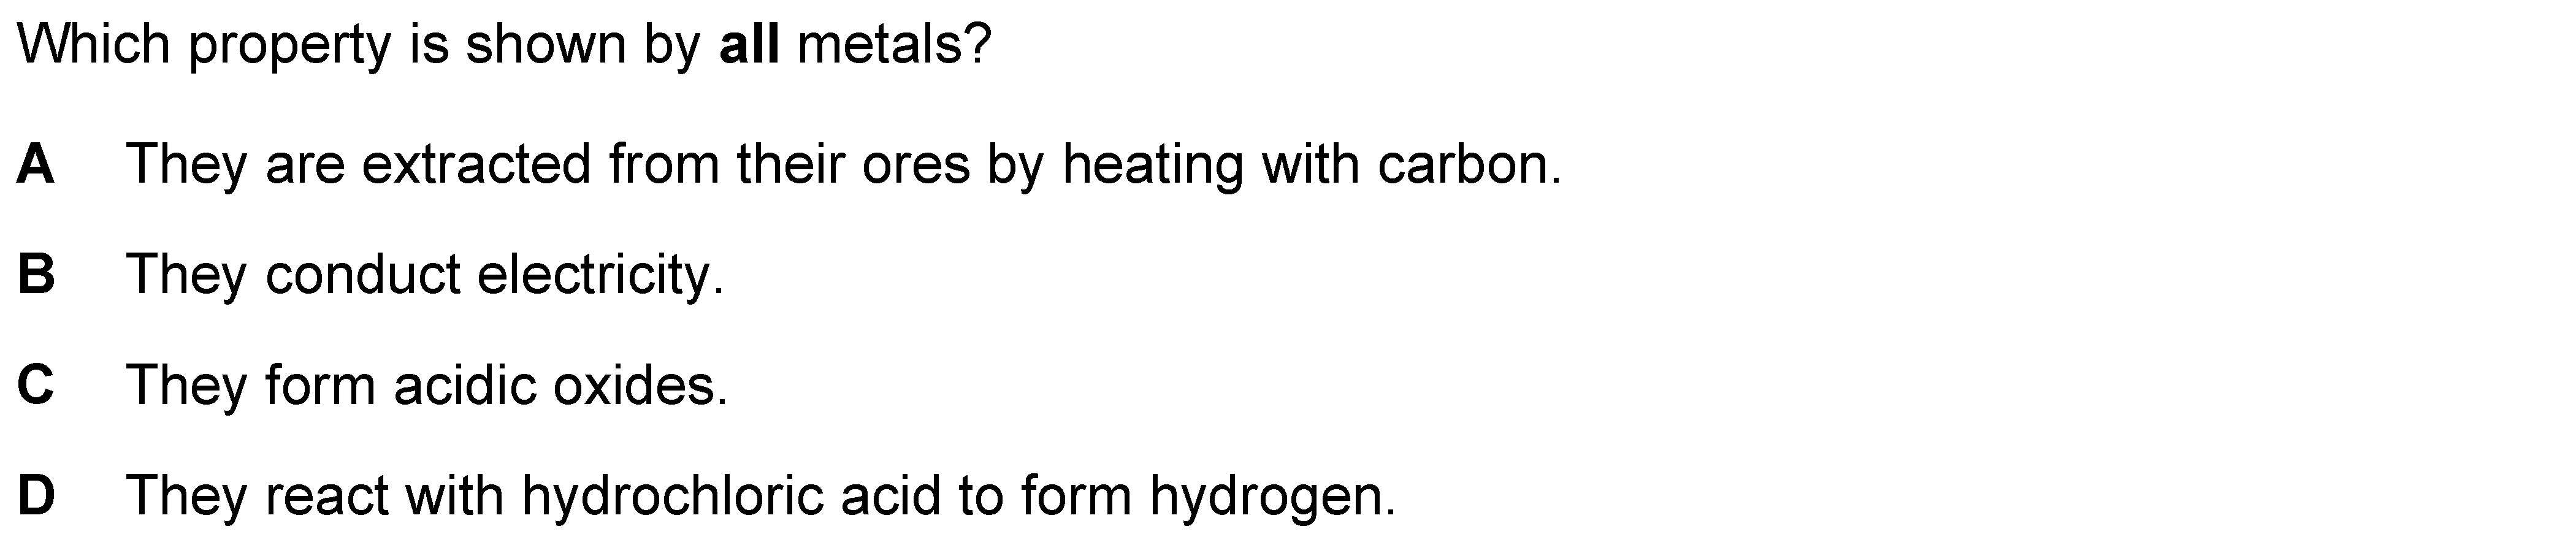 Which property is shown by all metals?
A They are extracted from their ores by heating with carbon.
B They conduct electricity.
C They form acidic oxides.
D They react with hydrochloric acid to form hydrogen.